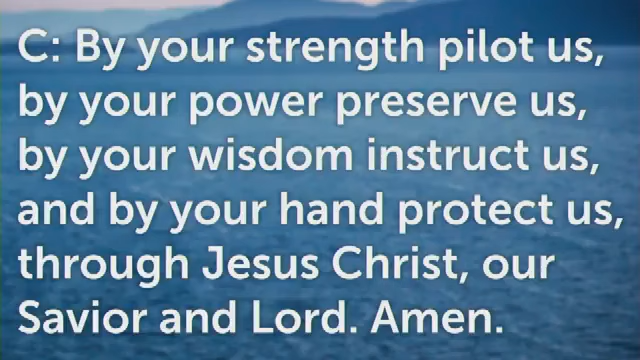 C: By your strength pilot us,
by your power preserve us,
by your wisdom instruct us,
and by your hand protect us,
through Jesus Christ, our
Savior and Lord. Amen.